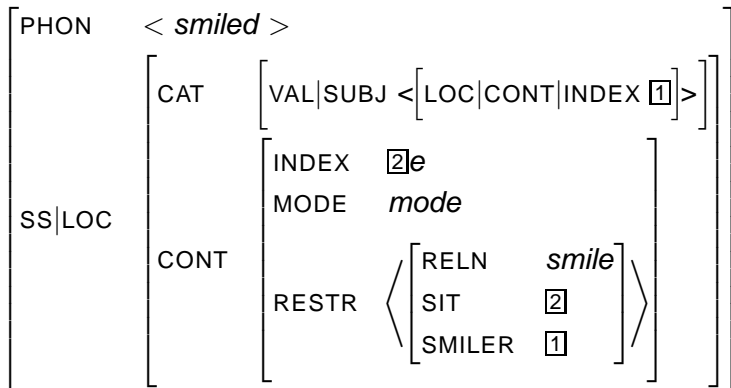 PHON < smiled >
CAT [VAL|SUBJ <[LOC|CONT|INDEX 1]>]
INDEX 2e
MODE mode
SS|LOC
CONT
RELN smile
RESTR SIT 2
SMILER 1